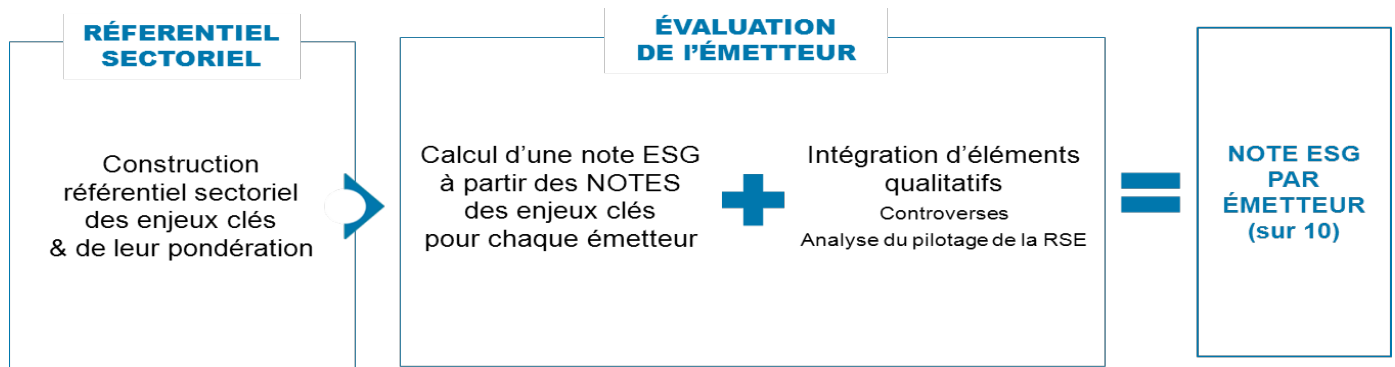 RÉFERENTIEL
SECTORIEL
Construction
référentiel sectoriel
des enjeux clés
& de leur pondération
ÉVALUATION
DE l'ÉMETTEUR
Calcul d'une note ESG
à partir des NOTES
des enjeux clés
pour chaque émetteur
Intégration d'éléments
qualitatifs
Controverses
Analyse du pilotage de la RSE
NOTE ESG
PAR
ÉMETTEUR
(sur 10)